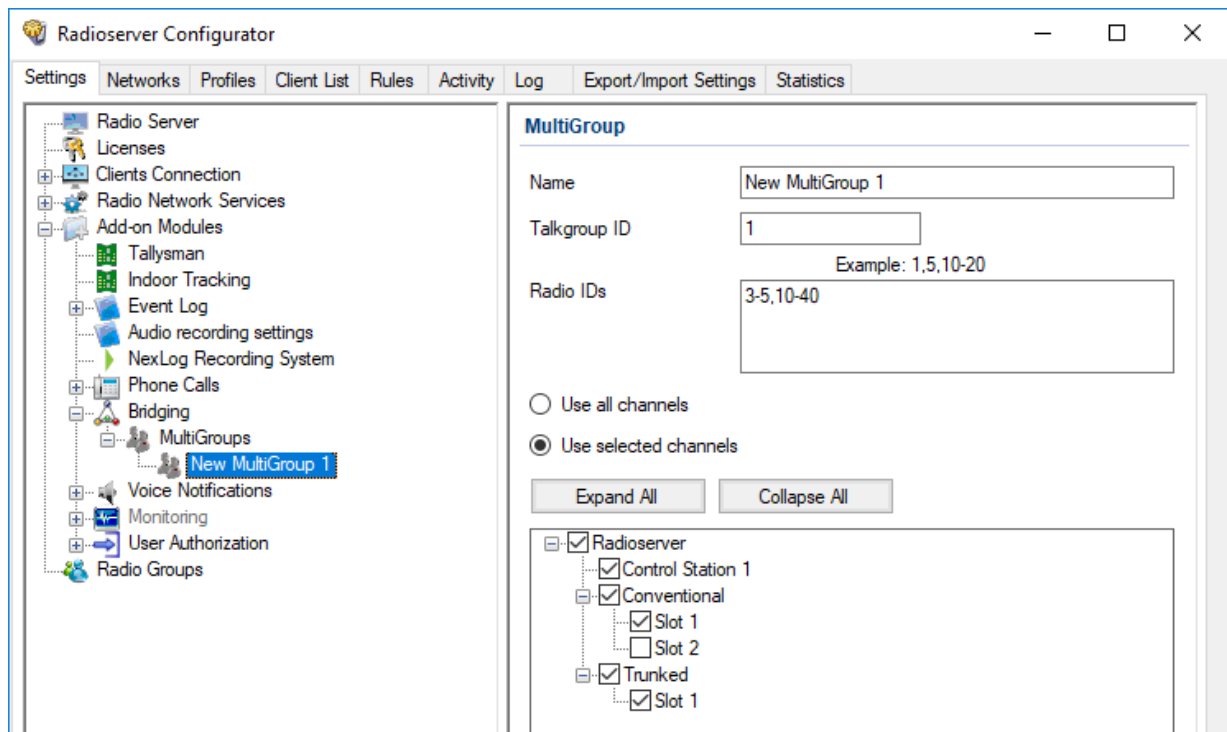 Radioserver Configurator
Settings Networks Profiles Client List Rules Activity Log Export/Import Settings Statistics
Radio Server
Licenses
Clients Connection
Radio Network Services
Add-on Modules
Tallysman
Indoor Tracking
Event Log
Audio recording settings
NexLog Recording System
Phone Calls
Bridging
MultiGroups
New MultiGroup 1
Voice Notifications
Monitoring
User Authorization
Radio Groups
MultiGroup
Name New MultiGroup 1
Talkgroup ID 1
Example: 1,5,10-20
Radio IDs 3-5,10-40
Use all channels
Use selected channels
Expand All Collapse All
Radioserver
Control Station 1
Conventional
Slot 1
Slot 2
Trunked
Slot 1